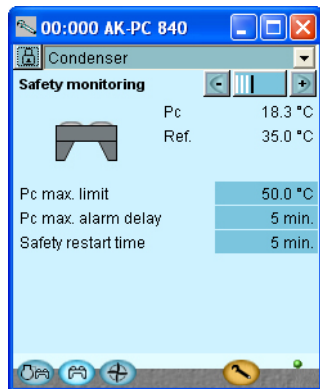 00:000 AK-PC 840
Condenser
Safety monitoring
Pc 18.3 °C
Ref. 35.0 °C
Pc max. limit 50.0 °C
Pc max. alarm delay 5 min.
Safety restart time 5 min.